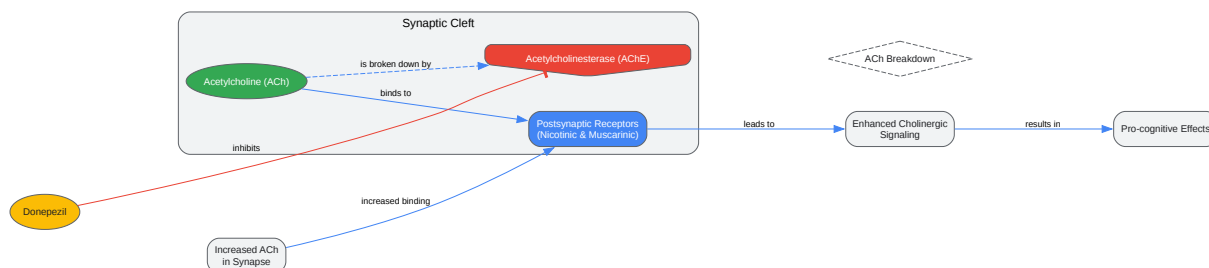 Synaptic Cleft
Acetylcholine (ACh)
is broken down by
Acetylcholinesterase (AChE)
ACh Breakdown
binds to
Postsynaptic Receptors
(Nicotinic & Muscarinic)
leads to
Enhanced Cholinergic
Signaling
results in
Pro-cognitive Effects
inhibits
Donepezil
increased binding
Increased ACh
in Synapse